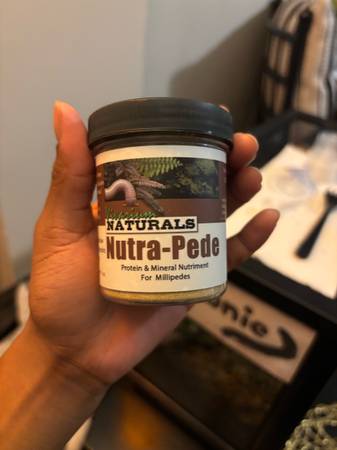 NATURALS
Nutra-Pede
Protein & Mineral Nutriment
For Millipedes